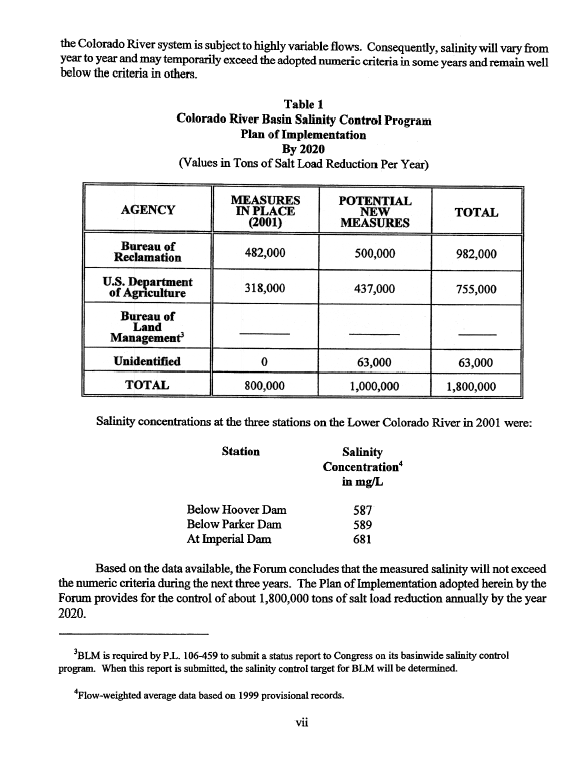 the Colorado River system is subject to highly variable flows. Consequently, salinity will vary from
year to year and may temporarily exceed the adopted numeric criteria in some years and remain well
below the criteria in others.
Table 1
Colorado River Basin Salinity Control Program
Plan of Implementation
By 2020
(Values in Tons of Salt Load Reduction Per Year)
AGENCY
MEASURES
IN PLACE
(2001)
POTENTIAL
NEW
MEASURES
TOTAL
Bureau of
Reclamation
482,000
500,000
982,000
U.S. Department
of Agriculture
318,000
437,000
755,000
Bureau of
Land
Management³
Unidentified
0
63,000
63,000
TOTAL
800,000
1,000,000
1,800,000
Salinity concentrations at the three stations on the Lower Colorado River in 2001 were:
Station
Salinity
Concentration⁴
in mg/L
Below Hoover Dam 587
Below Parker Dam 589
At Imperial Dam 681
Based on the data available, the Forum concludes that the measured salinity will not exceed
the numeric criteria during the next three years. The Plan of Implementation adopted herein by the
Forum provides for the control of about 1,800,000 tons of salt load reduction annually by the year
2020.
³BLM is required by P.L. 106-459 to submit a status report to Congress on its basinwide salinity control
program. When this report is submitted, the salinity control target for BLM will be determined.
⁴Flow-weighted average data based on 1999 provisional records.
vii